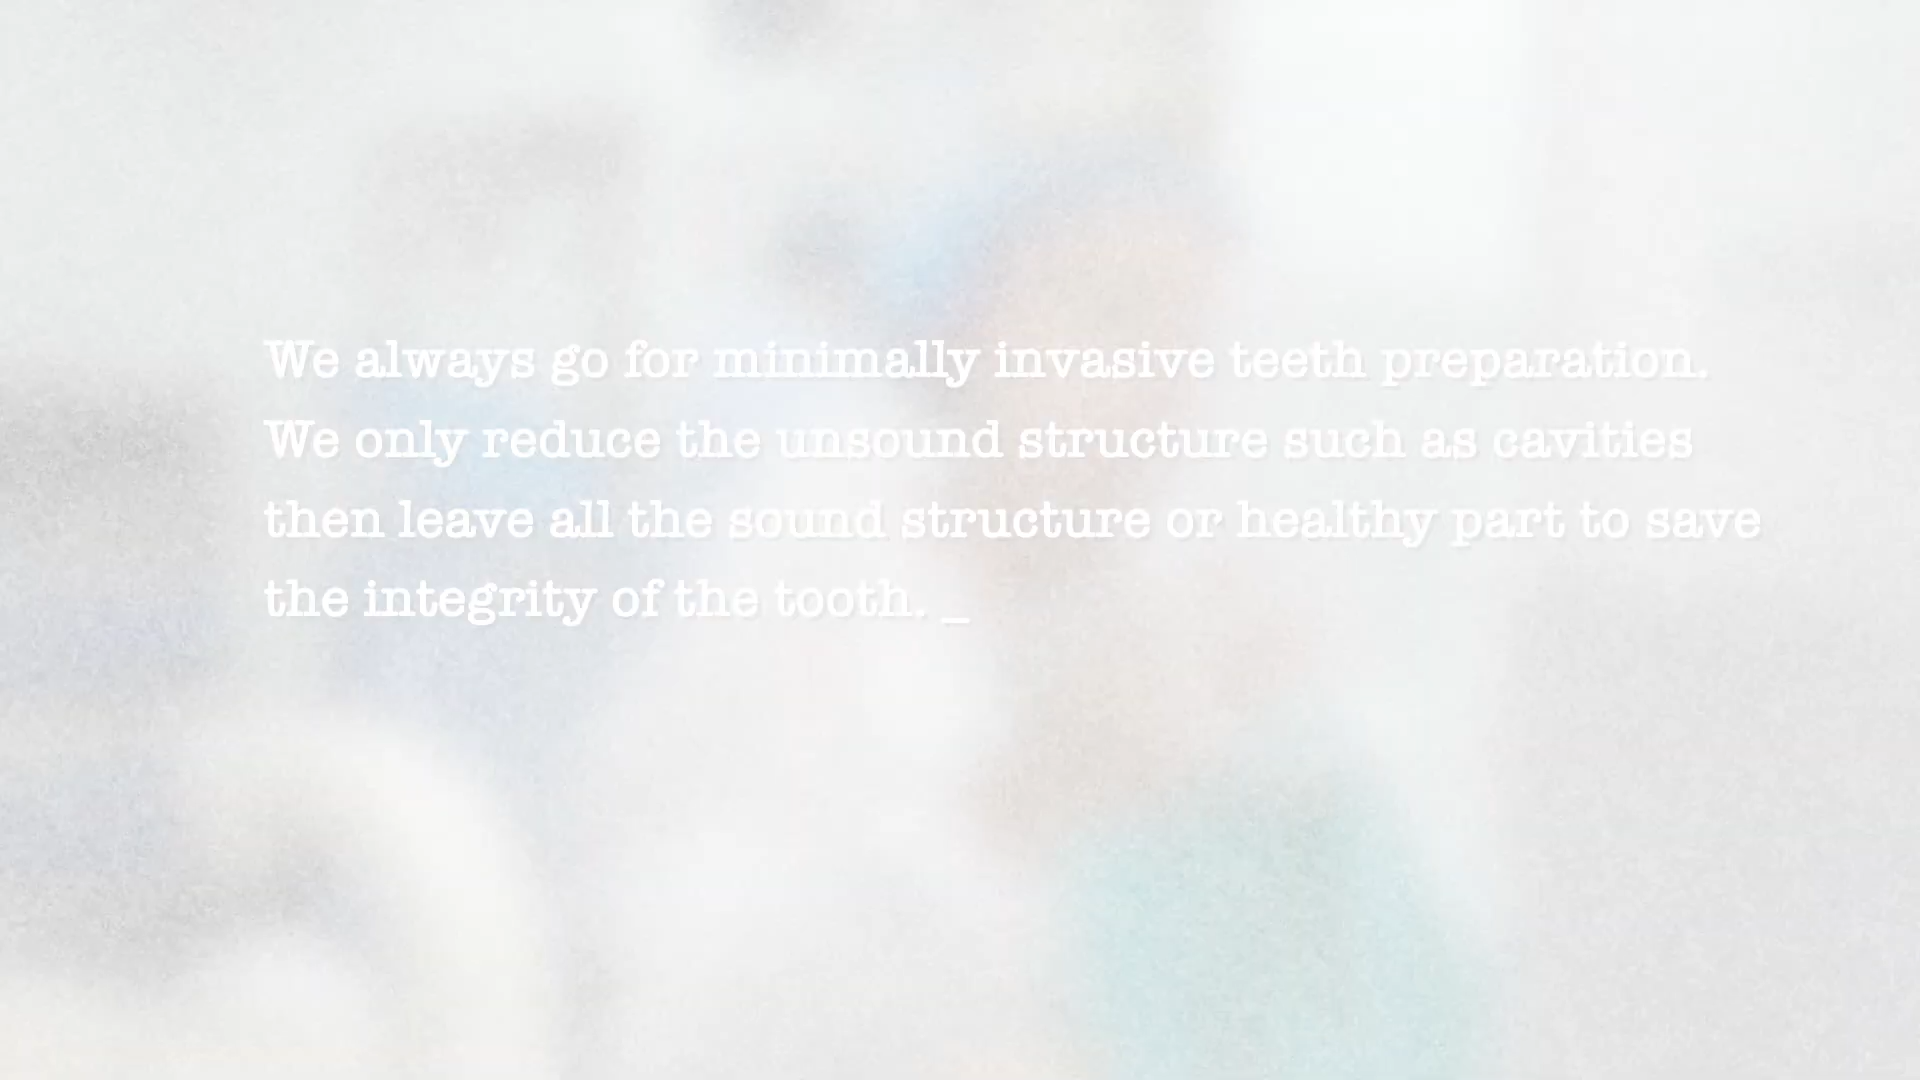 We always go for minimally invasive teeth preparation.
We only reduce the unsound structure such as cavities
then leave all the sound structure or healthy part to save
the integrity of the tooth. _